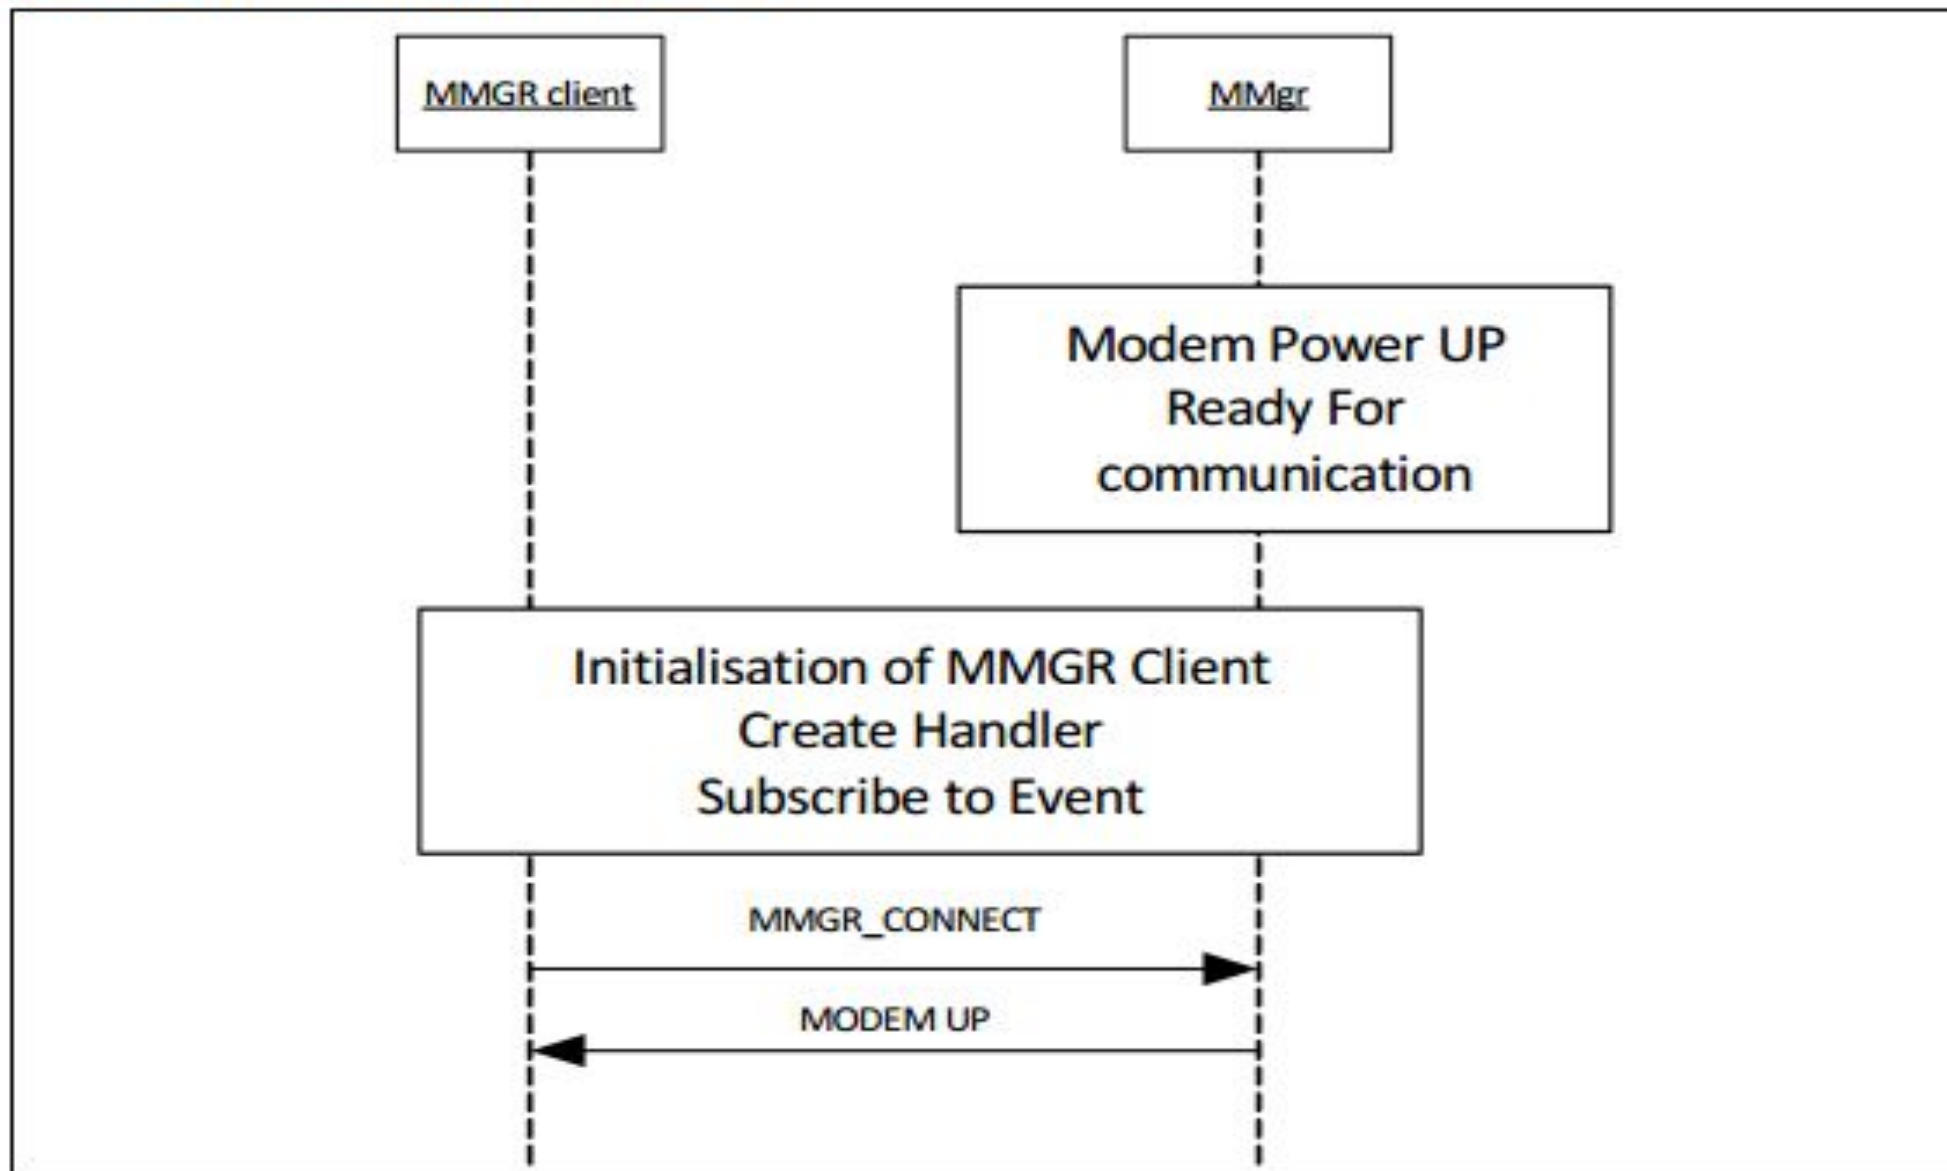 MMGR client
MMgr
Modem Power UP
Ready For
communication
Initialisation of MMGR Client
Create Handler
Subscribe to Event
MMGR_CONNECT
MODEM UP